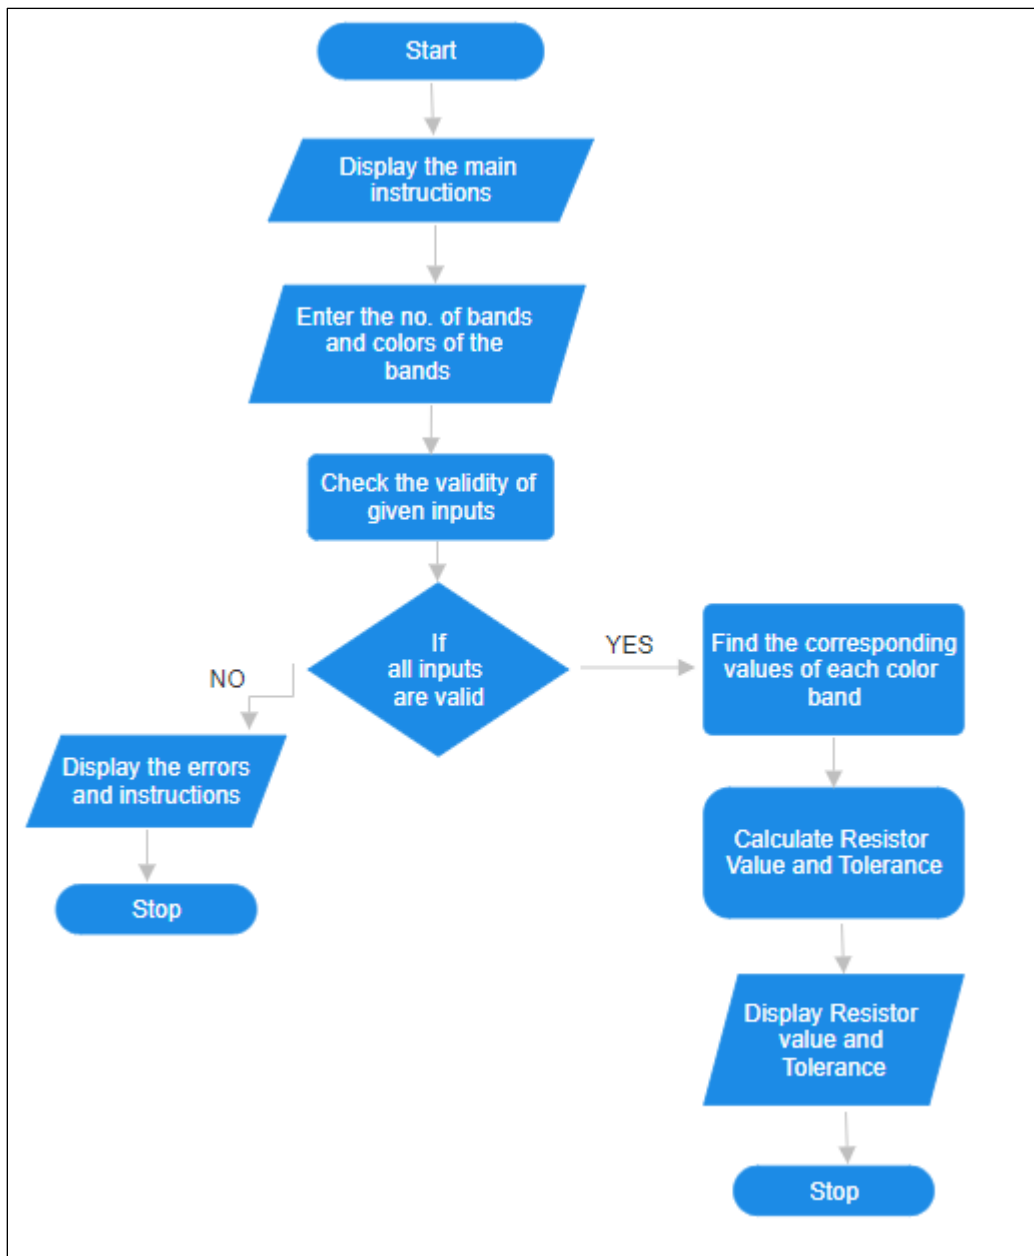 Start
Display the main
instructions
Enter the no. of bands
and colors of the
bands
Check the validity of
given inputs
If
all inputs
are valid
NO
YES
Display the errors
and instructions
Stop
Find the corresponding
values of each color
band
Calculate Resistor
Value and Tolerance
Display Resistor
value and
Tolerance
Stop